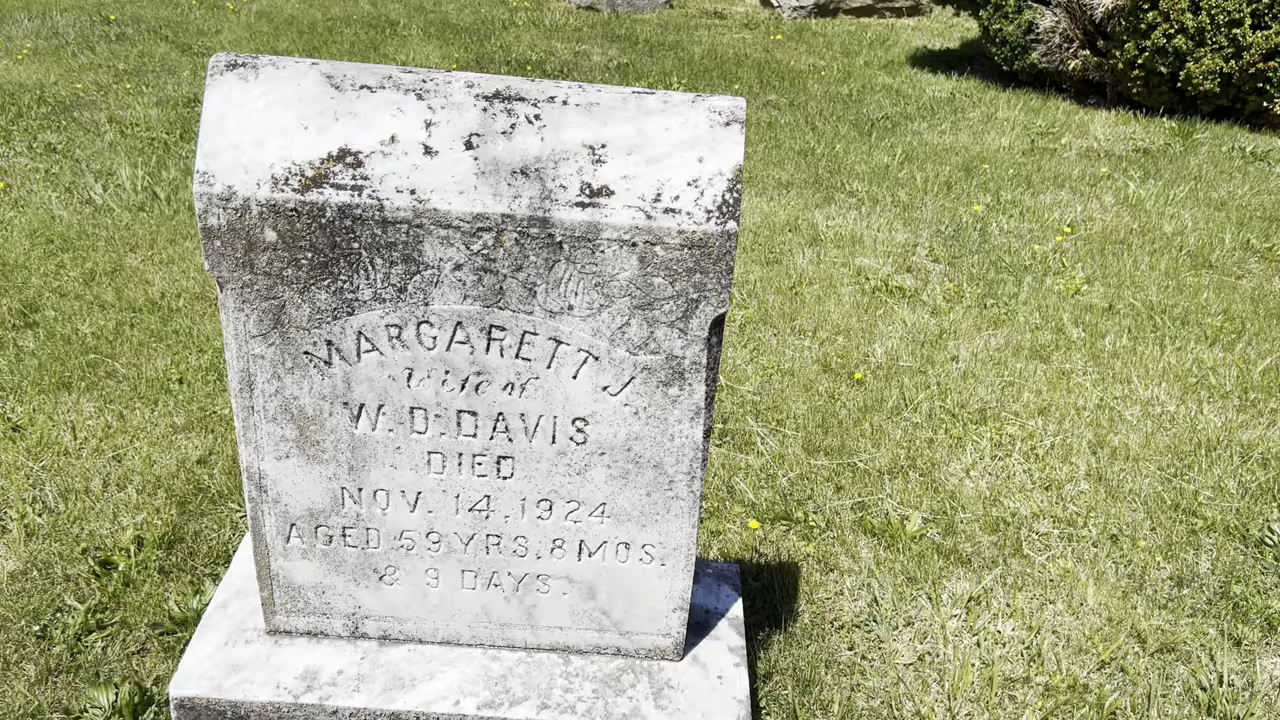 MARGARETT J.
Wife of
W. D. DAVIS
DIED
NOV. 14, 1924
AGED 59 YRS. 8 MOS.
& 9 DAYS.